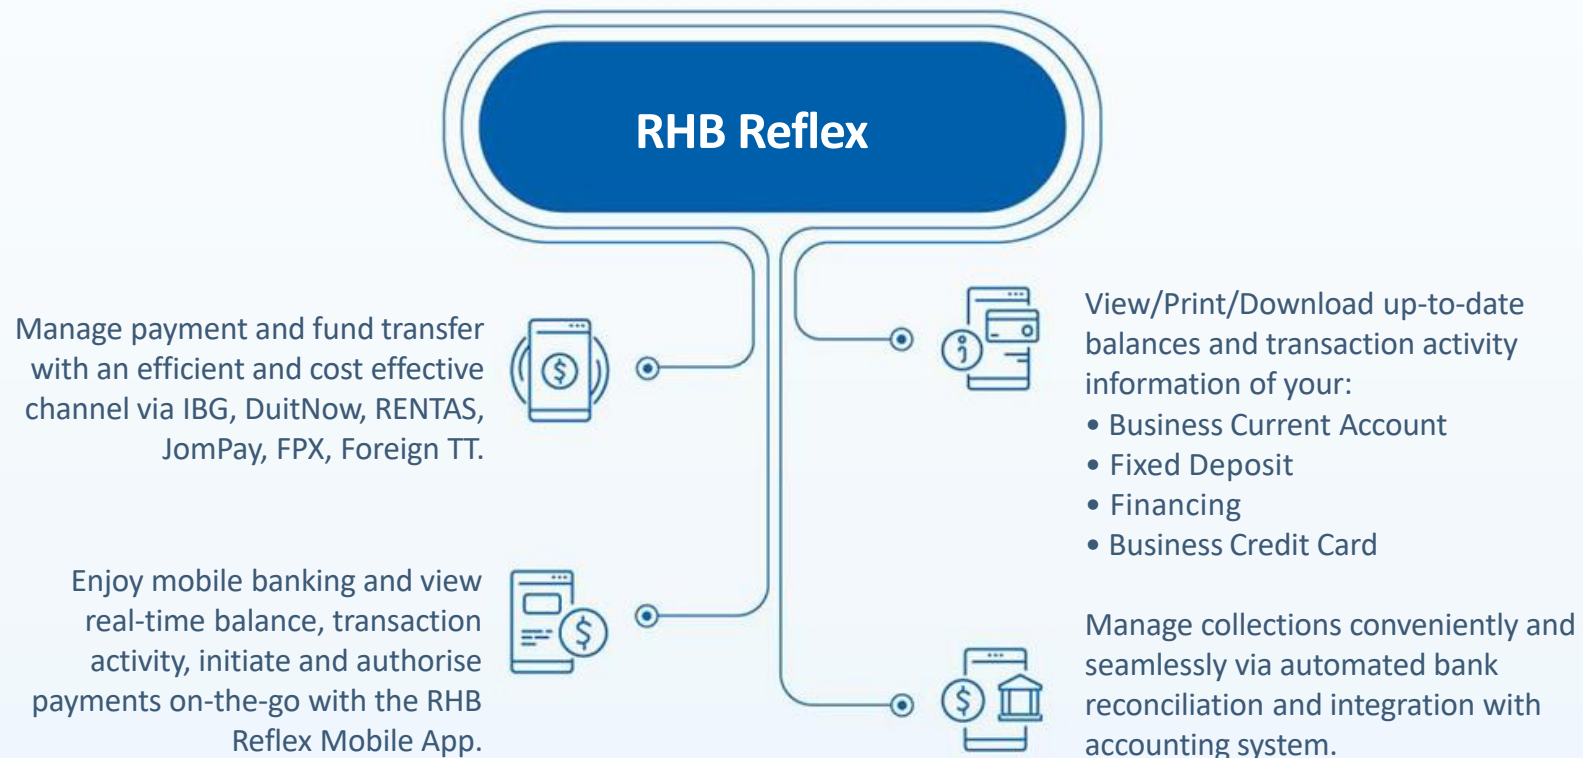 RHB Reflex
Manage payment and fund transfer
with an efficient and cost effective
channel via IBG, DuitNow, RENTAS,
JomPay, FPX, Foreign TT.
Enjoy mobile banking and view
real-time balance, transaction
activity, initiate and authorise
payments on-the-go with the RHB
Reflex Mobile App.
View/Print/Download up-to-date
balances and transaction activity
information of your:
• Business Current Account
• Fixed Deposit
• Financing
• Business Credit Card
Manage collections conveniently and
seamlessly via automated bank
reconciliation and integration with
accounting system.